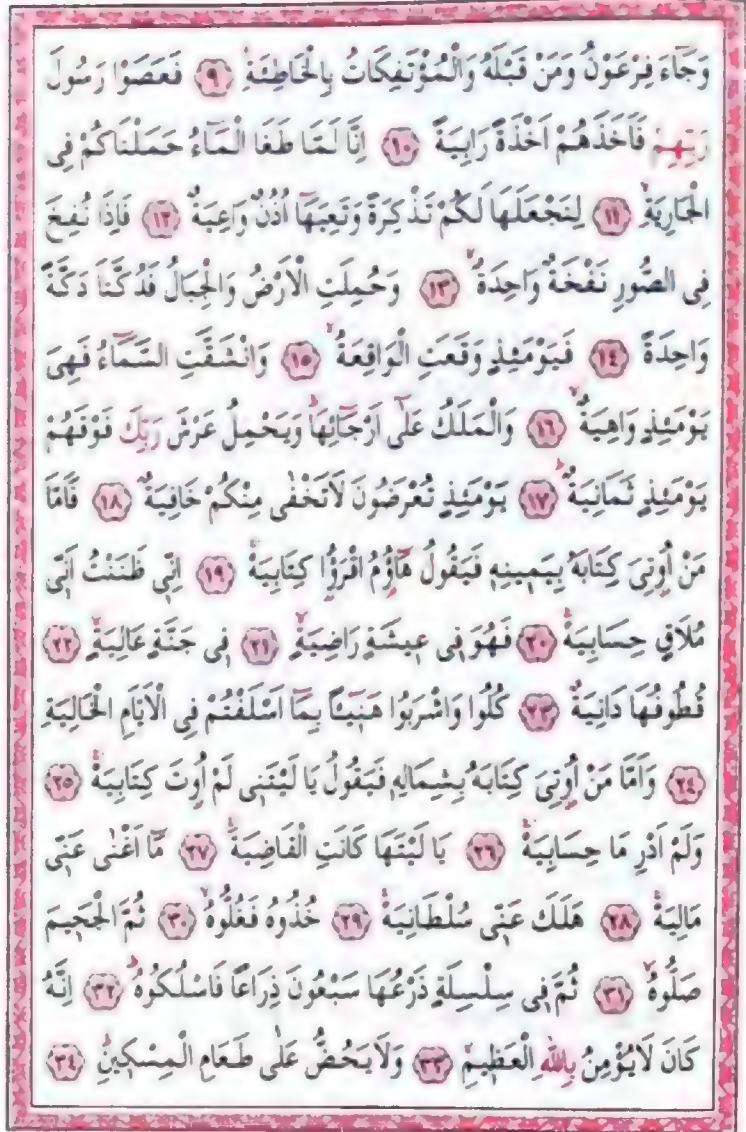 وَجَٓاءَ فِرْعَوْنُ وَمَنْ قَبْلَهُ وَالْمُؤْتَفِكَاتُ بِالْخَاطِئَةِۚ ﴿٩﴾ فَعَصَوْا رَسُولَ
رَبِّهِمْ فَاَخَذَهُمْ اَخْذَةً رَابِيَةً ﴿١٠﴾ اِنَّا لَمَّا طَغَا الْمَٓاءُ حَمَلْنَاكُمْ فِى
الْجَارِيَةِۙ ﴿١١﴾ لِنَجْعَلَهَا لَكُمْ تَذْكِرَةً وَتَعِيَهَٓا اُذُنٌ وَاعِيَةٌ ﴿١٢﴾ فَاِذَا نُفِخَ
فِى الصُّورِ نَفْخَةٌ وَاحِدَةٌۙ ﴿١٣﴾ وَحُمِلَتِ الْاَرْضُ وَالْجِبَالُ فَدُكَّتَا دَكَّةً
وَاحِدَةً ﴿١٤﴾ فَيَوْمَئِذٍ وَقَعَتِ الْوَاقِعَةُۙ ﴿١٥﴾ وَانْشَقَّتِ السَّمَٓاءُ فَهِىَ
يَوْمَئِذٍ وَاهِيَةٌۙ ﴿١٦﴾ وَالْمَلَكُ عَلٰٓى اَرْجَٓائِهَاۜ وَيَحْمِلُ عَرْشَ رَبِّكَ فَوْقَهُمْ
يَوْمَئِذٍ ثَمَانِيَةٌۜ ﴿١٧﴾ يَوْمَئِذٍ تُعْرَضُونَ لَا تَخْفٰى مِنْكُمْ خَافِيَةٌ ﴿١٨﴾ فَاَمَّا
مَنْ اُو۫تِىَ كِتَابَهُ بِيَمِينِه۪ فَيَقُولُ هَٓاؤُ۬مُ اقْرَؤُ۫ا كِتَابِيَهْۚ ﴿١٩﴾ اِنّ۪ى ظَنَنْتُ اَنّ۪ى
مُلَاقٍ حِسَابِيَهْۚ ﴿٢٠﴾ فَهُوَ ف۪ى ع۪يشَةٍ رَاضِيَةٍۙ ﴿٢١﴾ ف۪ى جَنَّةٍ عَالِيَةٍۙ ﴿٢٢﴾
قُطُوفُهَا دَانِيَةٌ ﴿٢٣﴾ كُلُوا وَاشْرَبُوا هَن۪ٓيـًٔا بِمَٓا اَسْلَفْتُمْ فِى الْاَيَّامِ الْخَالِيَةِ
﴿٢٤﴾ وَاَمَّا مَنْ اُو۫تِىَ كِتَابَهُ بِشِمَالِه۪ فَيَقُولُ يَا لَيْتَن۪ى لَمْ اُو۫تَ كِتَابِيَهْۚ ﴿٢٥﴾
وَلَمْ اَدْرِ مَا حِسَابِيَهْۚ ﴿٢٦﴾ يَا لَيْتَهَا كَانَتِ الْقَاضِيَةَۚ ﴿٢٧﴾ مَٓا اَغْنٰى عَنّ۪ى
مَالِيَهْۚ ﴿٢٨﴾ هَلَكَ عَنّ۪ى سُلْطَانِيَهْۚ ﴿٢٩﴾ خُذُوهُ فَغُلُّوهُۙ ﴿٣٠﴾ ثُمَّ الْجَح۪يمَ
صَلُّوهُۙ ﴿٣١﴾ ثُمَّ ف۪ى سِلْسِلَةٍ ذَرْعُهَا سَبْعُونَ ذِرَاعًا فَاسْلُكُوهُۜ ﴿٣٢﴾ اِنَّهُ
كَانَ لَا يُؤْمِنُ بِاللّٰهِ الْعَظ۪يمِۙ ﴿٣٣﴾ وَلَا يَحُضُّ عَلٰى طَعَامِ الْمِسْك۪ينِۜ ﴿٣٤﴾